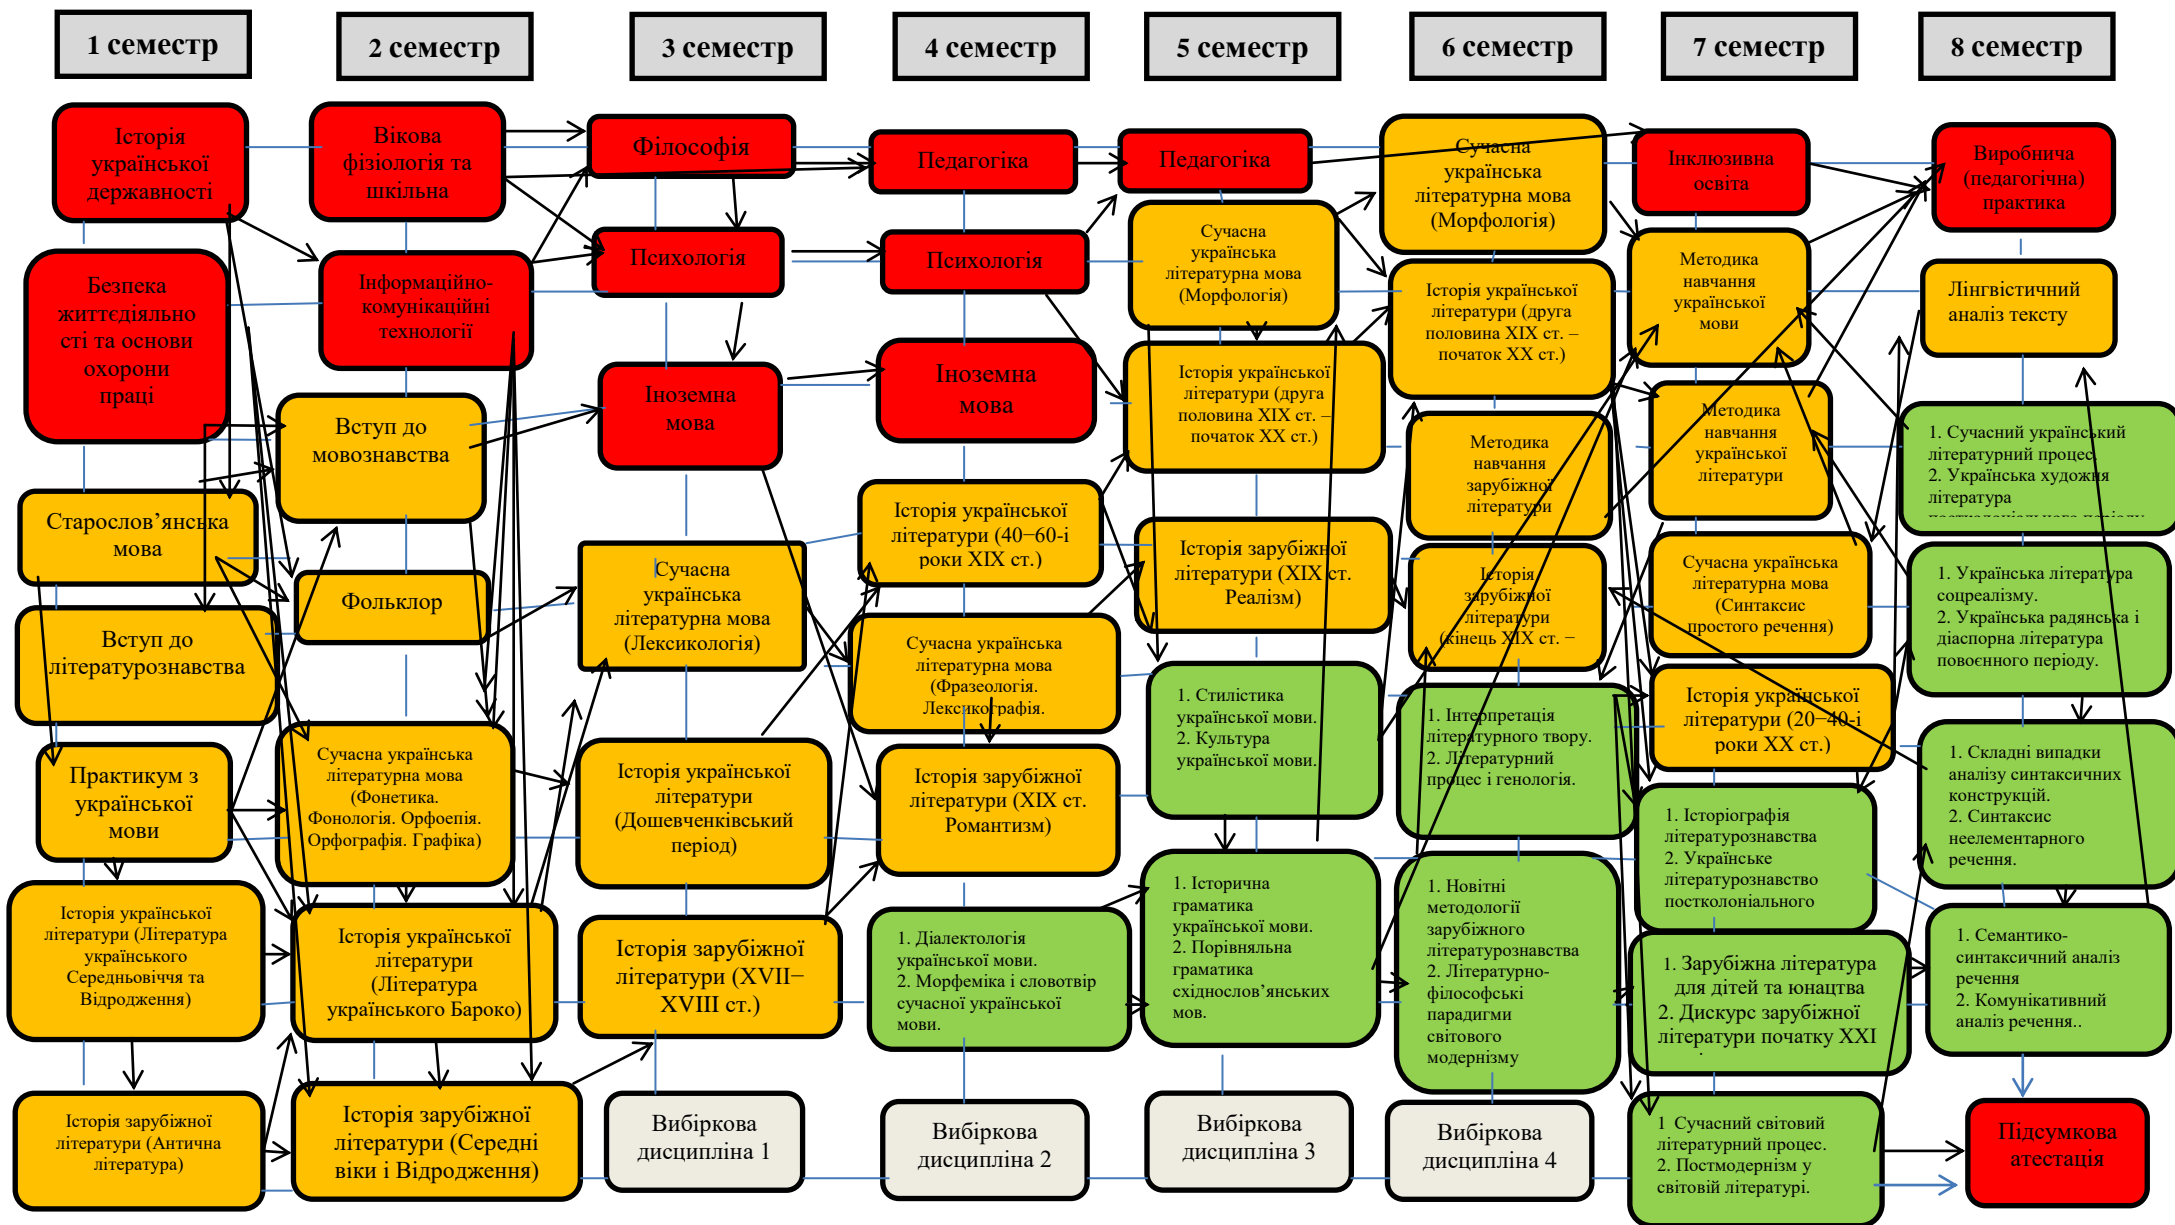 1 семестр
2 семестр
3 семестр
4 семестр
5 семестр
6 семестр
7 семестр
8 семестр
Історія
української
державності
Безпека
життєдіяльно
сті та основи
охорони
праці
Старослов’янська
мова
Вступ до
літературознавства
Практикум з
української
мови
Історія української
літератури (Література
українського
Середньовіччя та
Відродження)
Історія зарубіжної
літератури (Антична
література)
Вікова
фізіологія та
шкільна
Інформаційно-
комунікаційні
технології
Вступ до
мовознавства
Фольклор
Сучасна українська
літературна мова
(Фонетика.
Фонологія. Орфоепія.
Орфографія. Графіка)
Історія української
літератури
(Література
українського Бароко)
Історія зарубіжної
літератури (Середні
віки і Відродження)
Філософія
Психологія
Іноземна
мова
Сучасна
українська
літературна мова
(Лексикологія)
Історія української
літератури
(Дошевченківський
період)
Історія зарубіжної
літератури (XVII−
XVIII ст.)
Вибіркова
дисципліна 1
Педагогіка
Психологія
Іноземна
мова
Історія української
літератури (40−60-і
роки XIX ст.)
Сучасна українська
літературна мова
(Фразеологія.
Лексикографія.
Історія зарубіжної
літератури (XIX ст.
Романтизм)
1. Діалектологія
української мови.
2. Морфеміка і словотвір
сучасної української
мови.
Вибіркова
дисципліна 2
Педагогіка
Сучасна
українська
літературна мова
(Морфологія)
Історія української
літератури (друга
половина XIX ст. –
початок XX ст.)
Історія зарубіжної
літератури (XIX ст.
Реалізм)
1. Стилістика
української мови.
2. Культура
української мови.
1. Історична
граматика
української мови.
2. Порівняльна
граматика
східнослов’янських
мов.
Вибіркова
дисципліна 3
Сучасна
українська
літературна мова
(Морфологія)
Історія української
літератури (друга
половина XIX ст. –
початок XX ст.)
Методика
навчання
зарубіжної
літератури
Історія
зарубіжної
літератури
(кінець XIX ст. −
1. Інтерпретація
літературного твору.
2. Літературний
процес і генологія.
1. Новітні
методології
зарубіжного
літературознавства
2. Літературно-
філософські
парадигми
світового
модернізму
Вибіркова
дисципліна 4
Інклюзивна
освіта
Методика
навчання
української
мови
Методика
навчання
української
літератури
Сучасна українська
літературна мова
(Синтаксис
простого речення)
Історія української
літератури (20−40-і
роки XX ст.)
1. Історіографія
літературознавства
2. Українське
літературознавство
постколоніального
1. Зарубіжна література
для дітей та юнацтва
2. Дискурс зарубіжної
літератури початку XXI
1 Сучасний світовий
літературний процес.
2. Постмодернізм у
світовій літературі.
Виробнича
(педагогічна)
практика
Лінгвістичний
аналіз тексту
1. Сучасний український
літературний процес.
2. Українська художня
література
постколоніального періоду
1. Українська література
соцреалізму.
2. Українська радянська і
діаспорна література
повоєнного періоду.
1. Складні випадки
аналізу синтаксичних
конструкцій.
2. Синтаксис
неелементарного
речення.
1. Семантико-
синтаксичний аналіз
речення
2. Комунікативний
аналіз речення..
Підсумкова
атестація